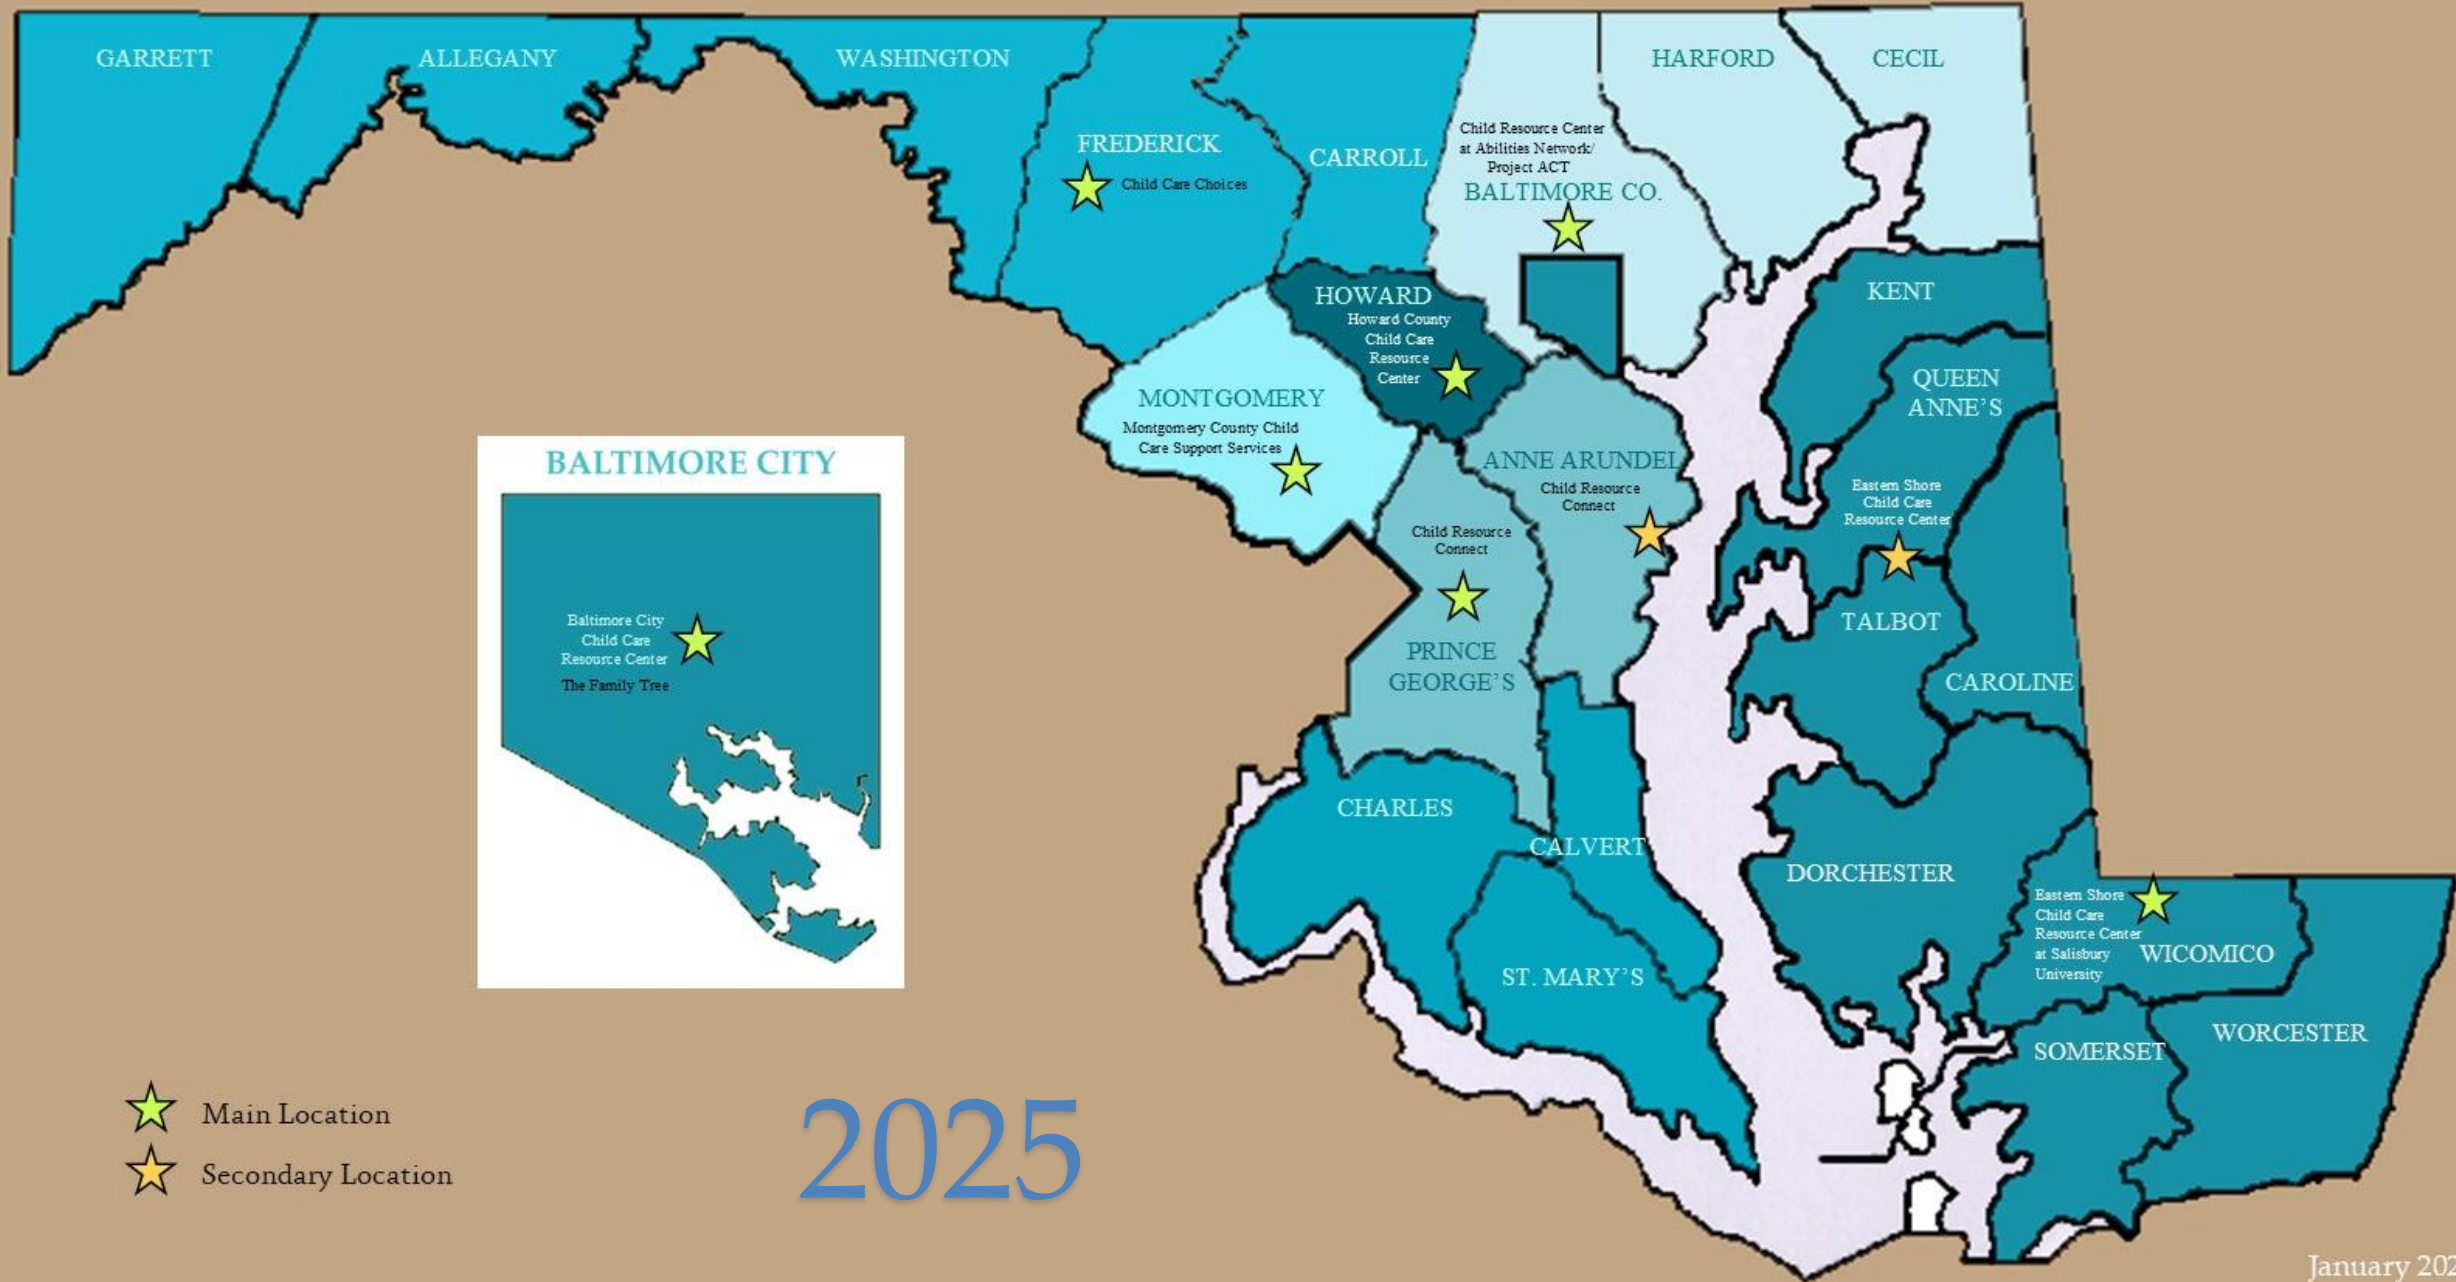 GARRETT
ALLEGANY
WASHINGTON
FREDERICK
Child Care Choices
CARROLL
Child Resource Center
at Abilities Network/
Project ACT
BALTIMORE CO.
HARFORD
CECIL
HOWARD
Howard County
Child Care
Resource
Center
KENT
MONTGOMERY
Montgomery County Child
Care Support Services
QUEEN
ANNE'S
ANNE ARUNDEL
Child Resource
Connect
Eastern Shore
Child Care
Resource Center
Child Resource
Connect
PRINCE
GEORGE'S
TALBOT
CAROLINE
BALTIMORE CITY
Baltimore City
Child Care
Resource Center
The Family Tree
CHARLES
CALVERT
DORCHESTER
Eastern Shore
Child Care
Resource Center
at Salisbury
University
WICOMICO
ST. MARY'S
SOMERSET
WORCESTER
Main Location
Secondary Location
2025
January 202